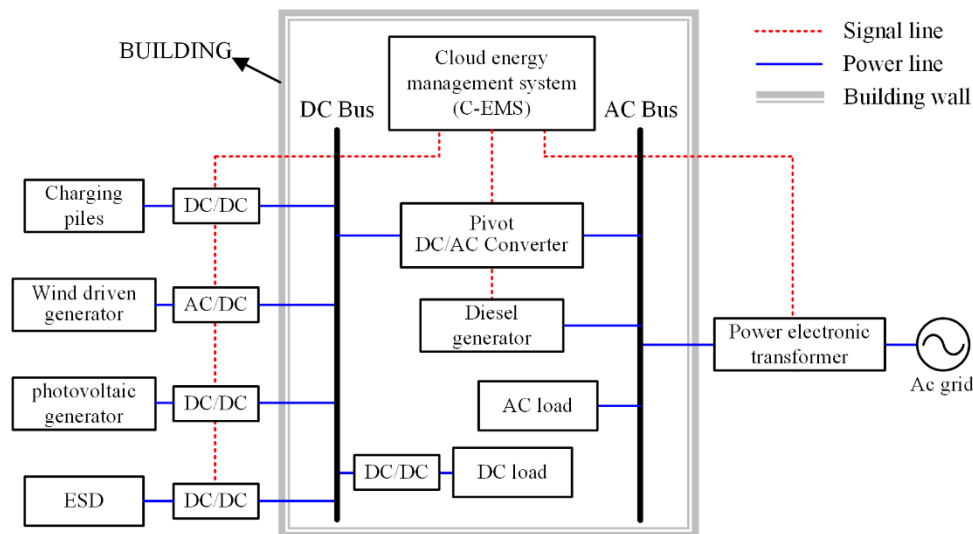 BUILDING
Cloud energy
management system
(C-EMS)
DC Bus
AC Bus
Signal line
Power line
Building wall
Charging
piles
DC/DC
Pivot
DC/AC Converter
Wind driven
generator
AC/DC
Diesel
generator
Power electronic
transformer
Ac grid
photovoltaic
generator
DC/DC
AC load
DC/DC
DC load
ESD
DC/DC